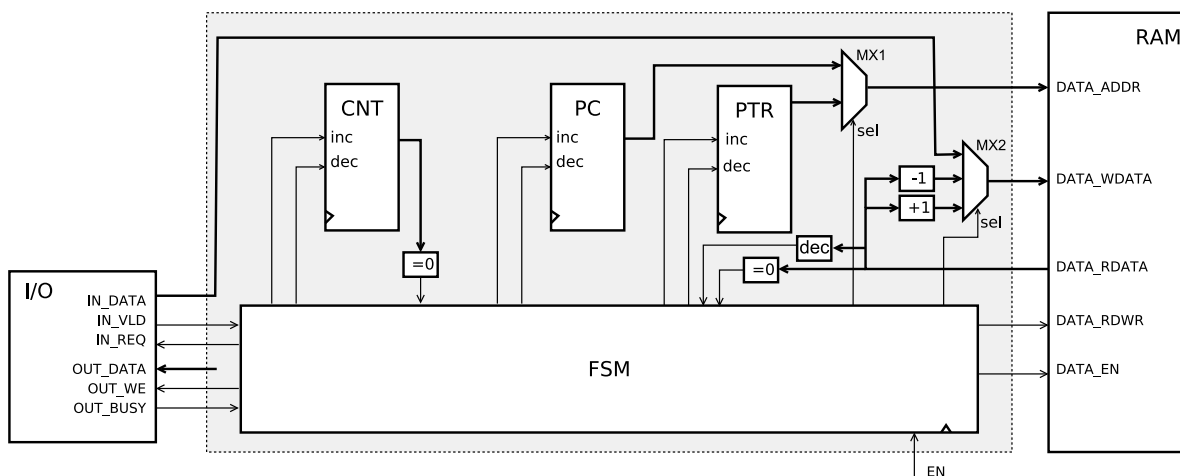 RAM
MX1
CNT
PC
PTR
inc
dec
inc
dec
inc
dec
sel
DATA_ADDR
MX2
-1
+1
DATA_WDATA
sel
dec
=0
=0
DATA_RDATA
I/O
IN_DATA
IN_VLD
IN_REQ
OUT_DATA
OUT_WE
OUT_BUSY
FSM
DATA_RDWR
DATA_EN
EN